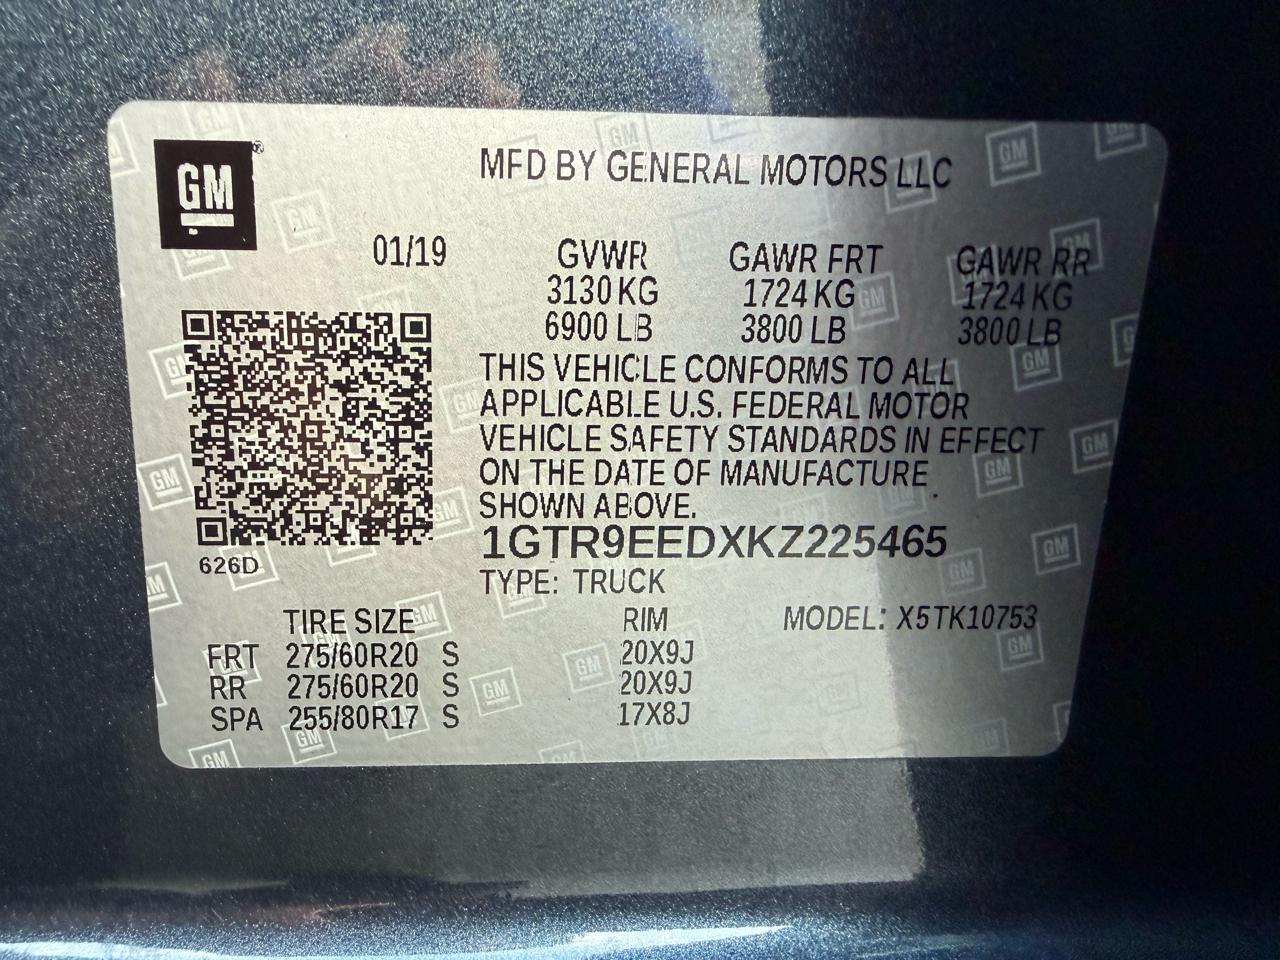 GM®
MFD BY GENERAL MOTORS LLC
01/19 GVWR GAWR FRT GAWR RR
3130 KG 1724 KG 1724 KG
6900 LB 3800 LB 3800 LB
THIS VEHICLE CONFORMS TO ALL
APPLICABLE U.S. FEDERAL MOTOR
VEHICLE SAFETY STANDARDS IN EFFECT
ON THE DATE OF MANUFACTURE
SHOWN ABOVE.
1GTR9EEDXKZ225465
626D
TYPE: TRUCK
TIRE SIZE RIM MODEL: X5TK10753
FRT 275/60R20 S 20X9J
RR 275/60R20 S 20X9J
SPA 255/80R17 S 17X8J